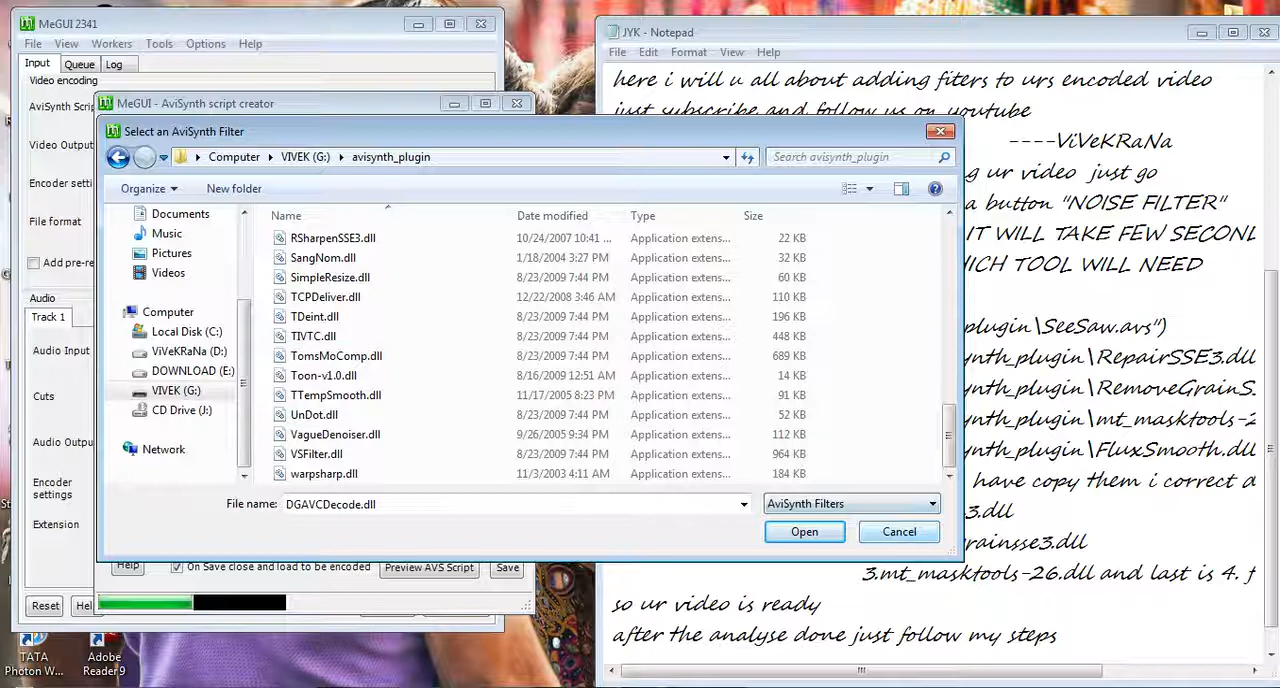 MeGUI 2341
File View Workers Tools Options Help
Input Queue Log
Video encoding
AviSynth Scrip
Video Output
Encoder setti
File format
Add pre-re
Audio
Track 1
Audio Input
Cuts
Audio Outpu
Encoder
settings
Extension
Reset Hel
MeGUI - AviSynth script creator
Help On Save close and load to be encoded Preview AVS Script Save
Select an AviSynth Filter
Computer VIVEK (G:) avisynth_plugin Search avisynth_plugin
Organize New folder
Documents
Music
Pictures
Videos
Computer
Local Disk (C:)
ViVeKRaNa (D:)
DOWNLOAD (E:)
VIVEK (G:)
CD Drive (J:)
Network
Name Date modified Type Size
RSharpenSSE3.dll 10/24/2007 10:41 ... Application extens... 22 KB
SangNom.dll 1/18/2004 3:27 PM Application extens... 32 KB
SimpleResize.dll 8/23/2009 7:44 PM Application extens... 60 KB
TCPDeliver.dll 12/22/2008 3:46 AM Application extens... 110 KB
TDeint.dll 8/23/2009 7:44 PM Application extens... 196 KB
TIVTC.dll 8/23/2009 7:44 PM Application extens... 448 KB
TomsMoComp.dll 8/23/2009 7:44 PM Application extens... 689 KB
Toon-v1.0.dll 8/16/2009 12:51 AM Application extens... 14 KB
TTempSmooth.dll 11/17/2005 8:23 PM Application extens... 91 KB
UnDot.dll 8/23/2009 7:44 PM Application extens... 52 KB
VagueDenoiser.dll 9/26/2005 9:34 PM Application extens... 112 KB
VSFilter.dll 8/23/2009 7:44 PM Application extens... 964 KB
warpsharp.dll 11/3/2003 4:11 AM Application extens... 184 KB
File name: DGAVCDecode.dll AviSynth Filters
Open Cancel
JYK - Notepad
File Edit Format View Help
here i will u all about adding fiters to urs encoded video
just subscribe and follow us on youtube
----ViVeKRaNa
g ur video just go
a button "NOISE FILTER"
IT WILL TAKE FEW SECOND
ICH TOOL WILL NEED
plugin\SeeSaw.avs")
ynth_plugin\RepairSSE3.dll
ynth_plugin\RemoveGrainS
ynth_plugin\mt_masktools-2
ynth_plugin\FluxSmooth.dll
have copy them i correct a
3.dll
grainsse3.dll
3.mt_masktools-26.dll and last is 4. f
so ur video is ready
after the analyse done just follow my steps
TATA
Photon W...
Adobe
Reader 9